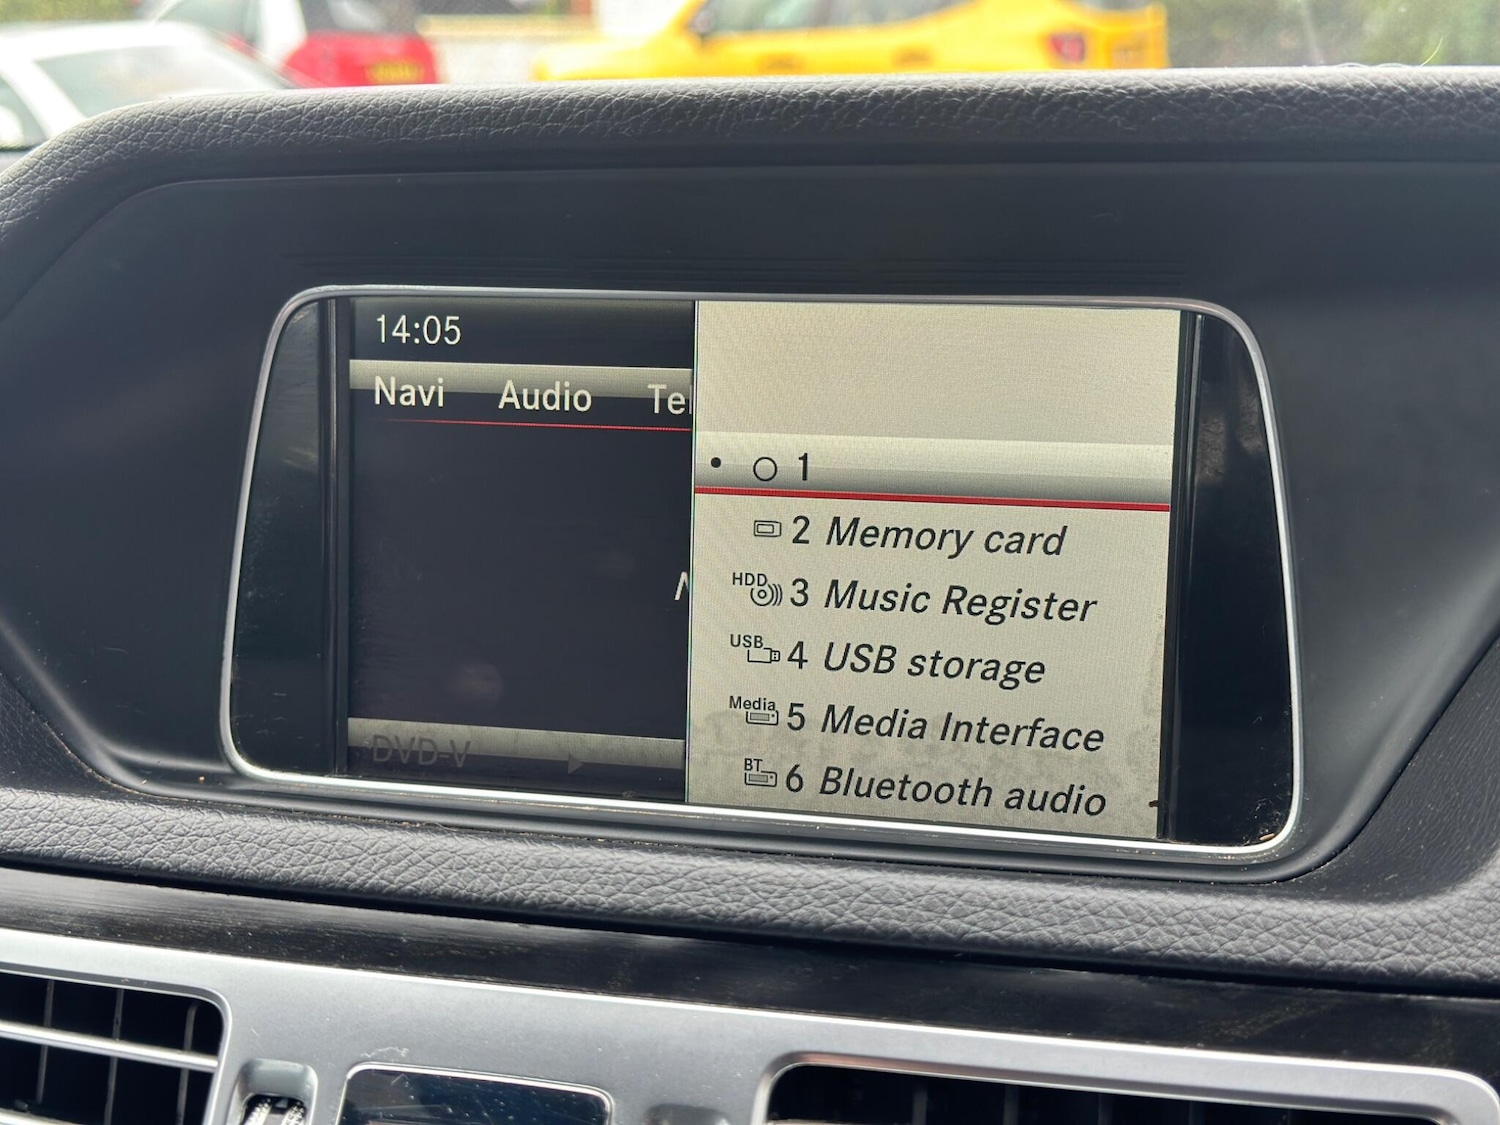 14:05
Navi Audio Tel
1
2 Memory card
HDD 3 Music Register
USB 4 USB storage
Media 5 Media Interface
BT 6 Bluetooth audio
DVD-V